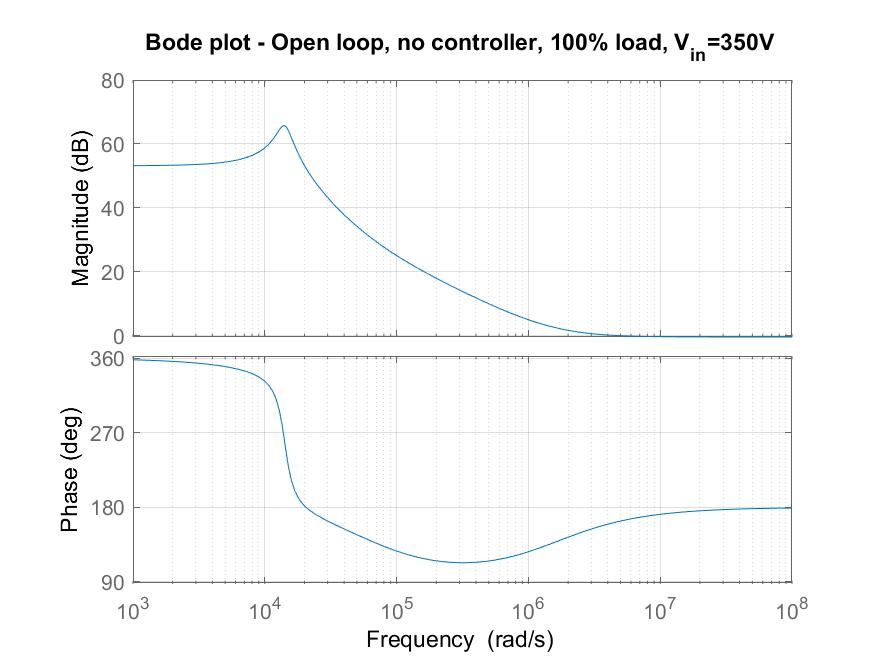 Bode plot - Open loop, no controller, 100% load, V_in=350V
80
60
40
20
0
Magnitude (dB)
360
270
180
90
Phase (deg)
10^3 10^4 10^5 10^6 10^7 10^8
Frequency (rad/s)